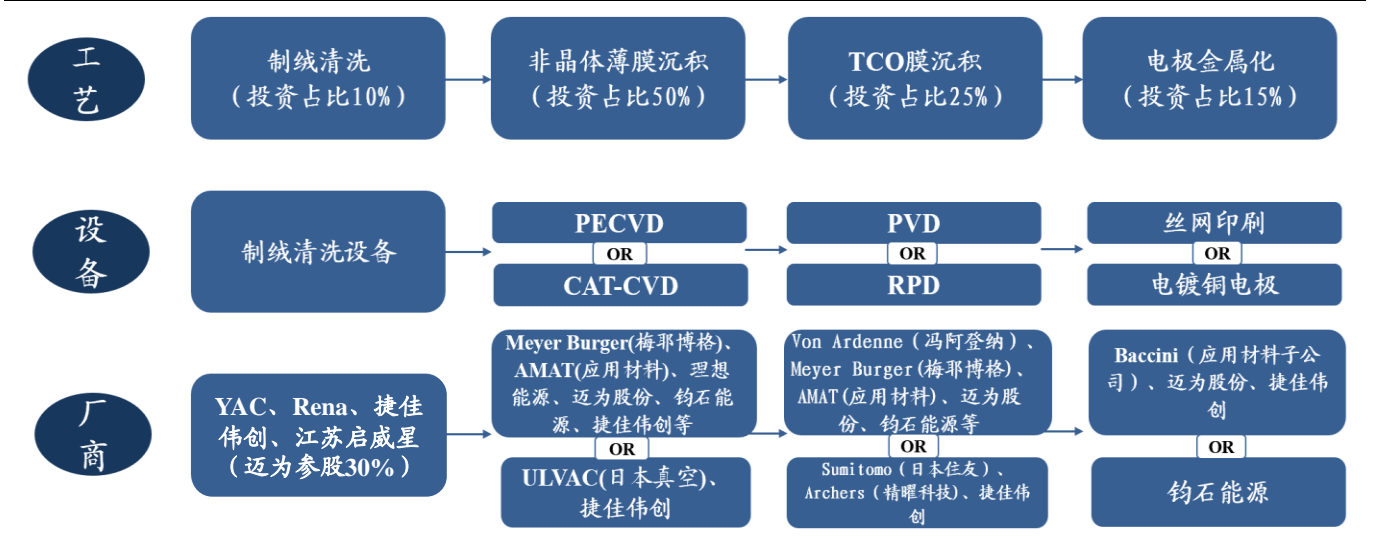 工
艺
制绒清洗
（投资占比10%）
非晶体薄膜沉积
（投资占比50%）
TCO膜沉积
（投资占比25%）
电极金属化
（投资占比15%）
设
备
制绒清洗设备
PECVD
OR
CAT-CVD
PVD
OR
RPD
丝网印刷
OR
电镀铜电极
厂
商
YAC、Rena、捷佳
伟创、江苏启威星
（迈为参股30%）
Meyer Burger(梅耶博格)、
AMAT(应用材料)、理想
能源、迈为股份、钧石能
源、捷佳伟创等
OR
ULVAC(日本真空)、
捷佳伟创
Von Ardenne（冯阿登纳）、
Meyer Burger(梅耶博格)、
AMAT(应用材料)、迈为股
份、钧石能源等
OR
Sumitomo（日本住友）、
Archers（精曜科技)、捷佳伟
创
Baccini（应用材料子公
司）、迈为股份、捷佳伟
创
OR
钧石能源